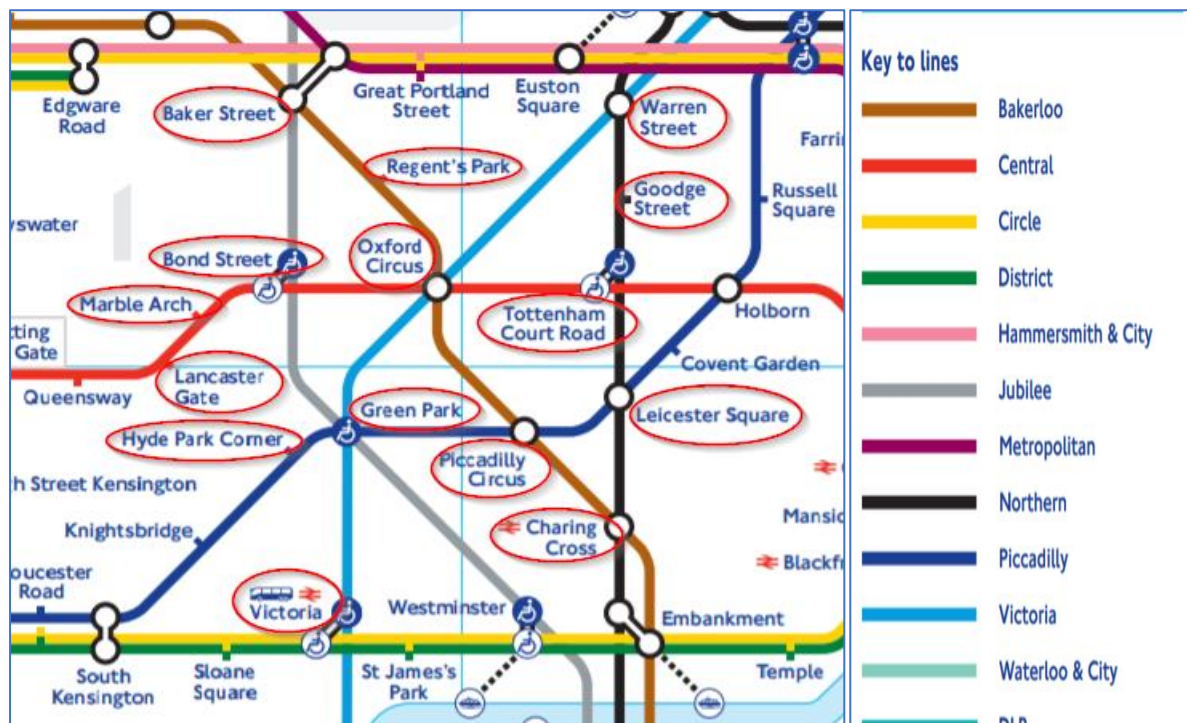 Edgware
Road
Baker Street
Great Portland
Street
Euston
Square
Warren
Street
Regent's Park
Goodge
Street
Russell
Square
Farri
yswater
Bond Street
Oxford
Circus
Marble Arch
Tottenham
Court Road
Holborn
tting
Gate
Covent Garden
Queensway
Lancaster
Gate
Green Park
Leicester Square
Hyde Park Corner
Piccadilly
Circus
h Street Kensington
Knightsbridge
Charing
Cross
Mansio
Blackfr
oucester
Road
Victoria
Westminster
Embankment
South
Kensington
Sloane
Square
St James's
Park
Temple
Key to lines
Bakerloo
Central
Circle
District
Hammersmith & City
Jubilee
Metropolitan
Northern
Piccadilly
Victoria
Waterloo & City